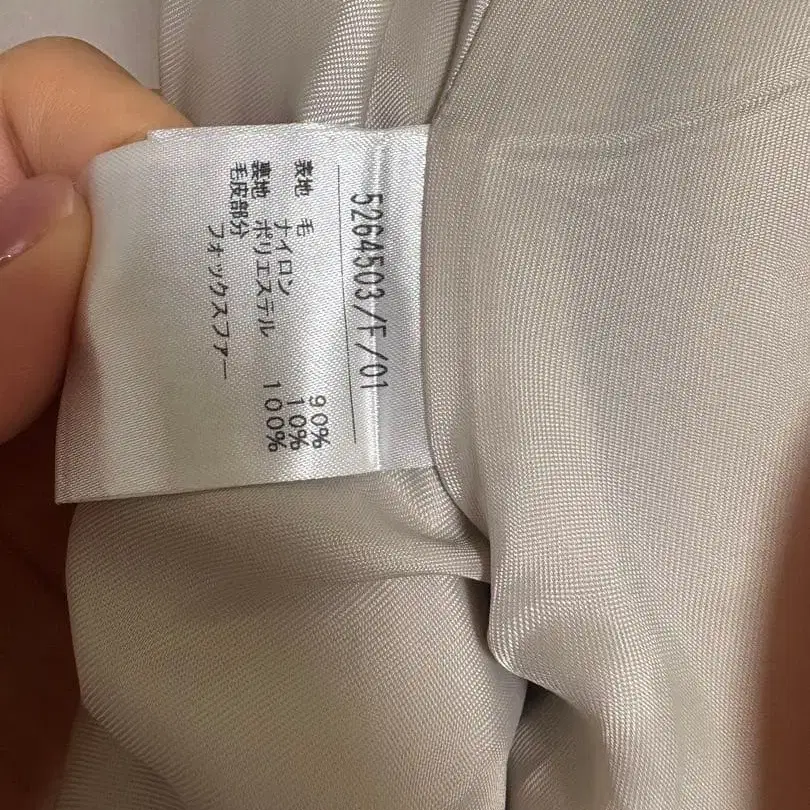 5264503/F/01
表地 毛 90%
ナイロン 10%
裏地 ポリエステル 100%
毛皮部分
フォックスファー